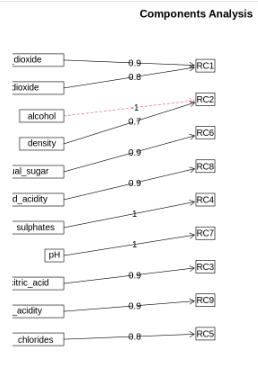 Components Analysis
dioxide
0.9
RC1
dioxide
0.8
alcohol
-1
RC2
density
0.7
ual_sugar
0.9
RC6
d_acidity
0.9
RC8
sulphates
1
RC4
pH
1
RC7
citric_acid
0.9
RC3
_acidity
0.9
RC9
chlorides
0.8
RC5